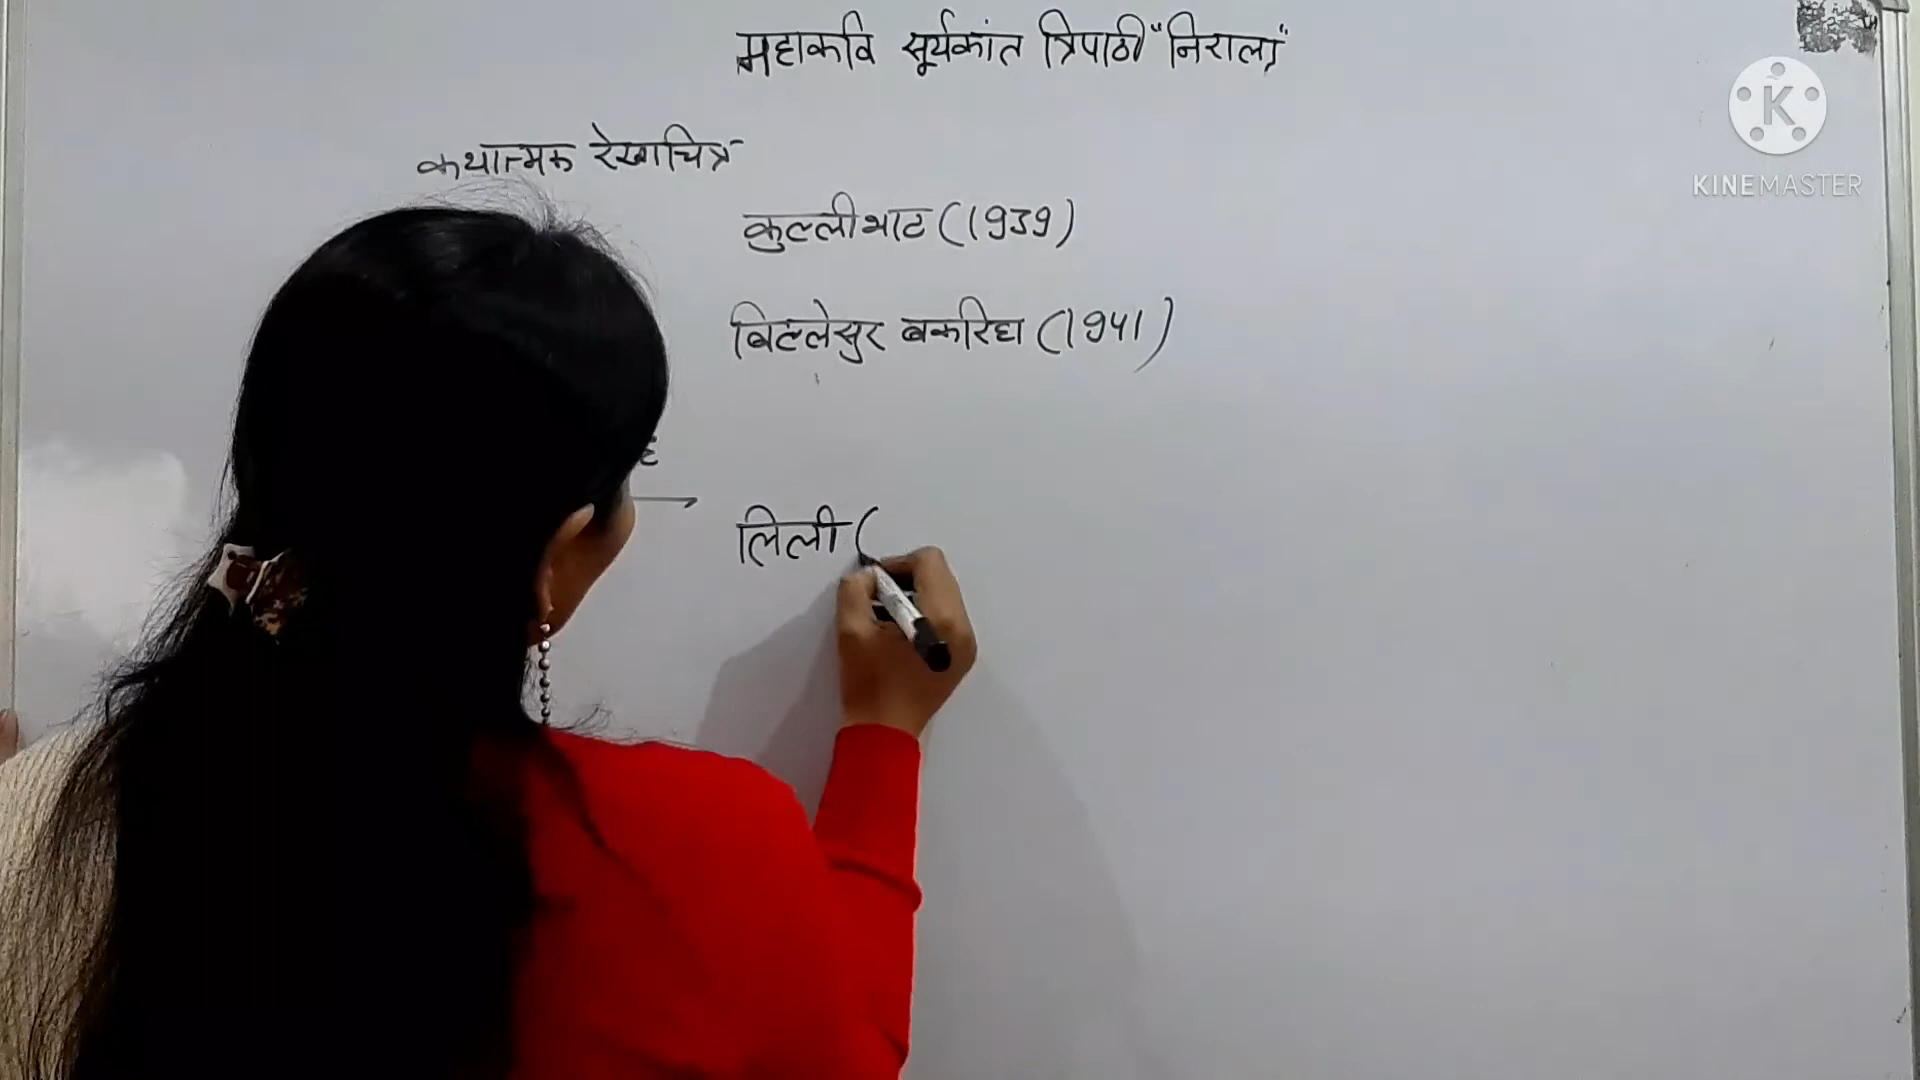 महाकवि सूर्यकांत त्रिपाठी "निराला"
कथात्मक रेखाचित्र
कुल्लीभाट (1939)
बिल्लेसुर बकरिहा (1941)
लिली (
K
KINEMASTER